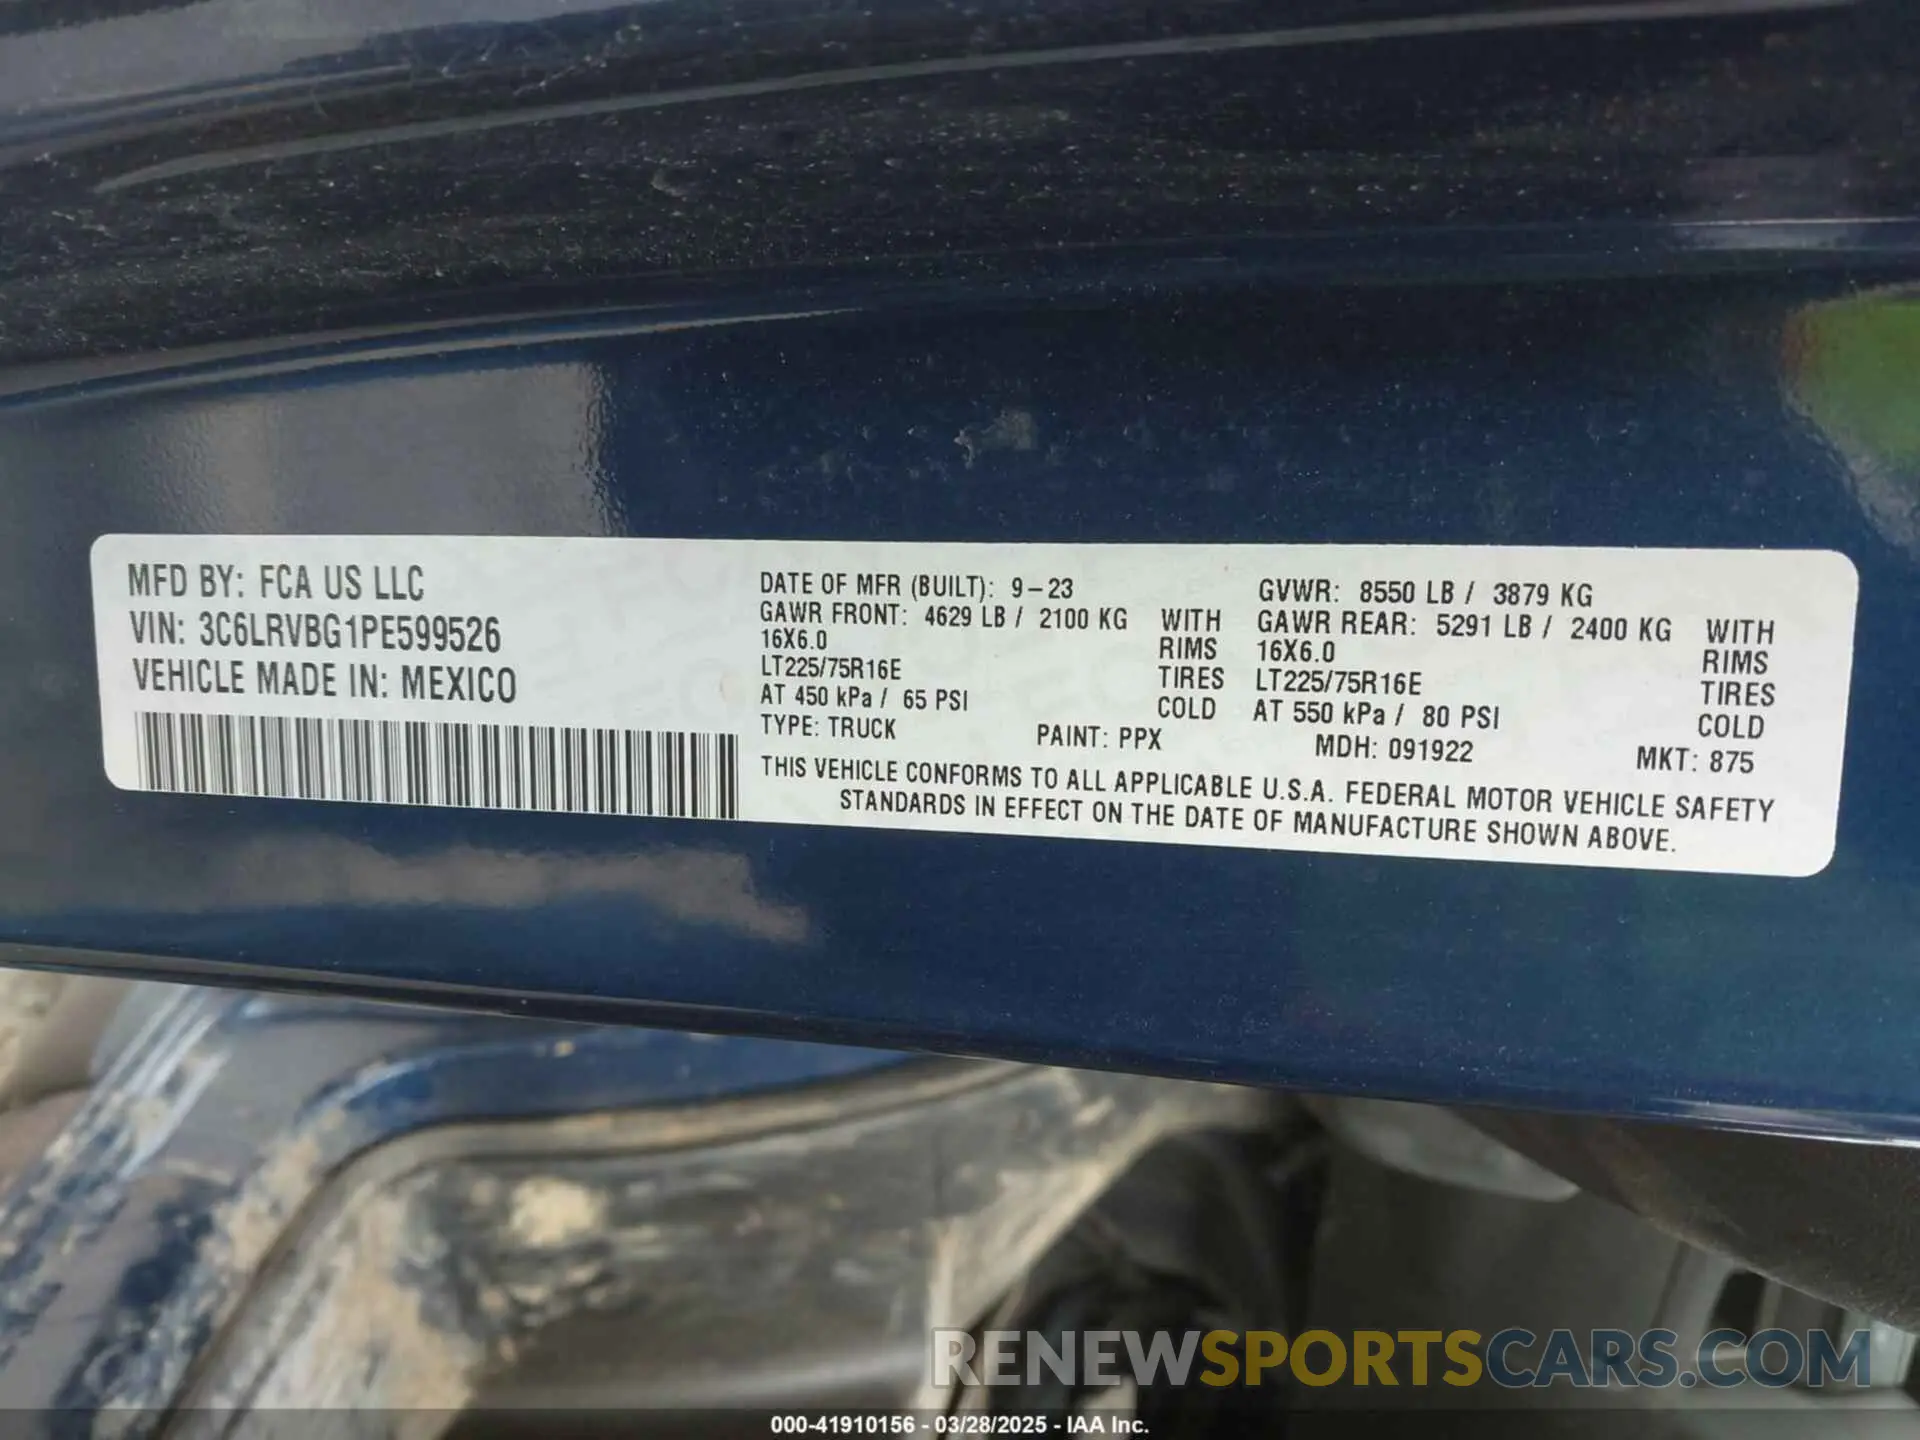 MFD BY: FCA US LLC
VIN: 3C6LRVBG1PE599526
VEHICLE MADE IN: MEXICO
DATE OF MFR (BUILT): 9-23 GVWR: 8550 LB / 3879 KG
GAWR FRONT: 4629 LB / 2100 KG WITH GAWR REAR: 5291 LB / 2400 KG WITH
16X6.0 RIMS 16X6.0 RIMS
LT225/75R16E TIRES LT225/75R16E TIRES
AT 450 kPa / 65 PSI COLD AT 550 kPa / 80 PSI COLD
TYPE: TRUCK PAINT: PPX MDH: 091922 MKT: 875
THIS VEHICLE CONFORMS TO ALL APPLICABLE U.S.A. FEDERAL MOTOR VEHICLE SAFETY
STANDARDS IN EFFECT ON THE DATE OF MANUFACTURE SHOWN ABOVE.
RENEWSPORTSCARS.COM
000-41910156 - 03/28/2025 - IAA Inc.